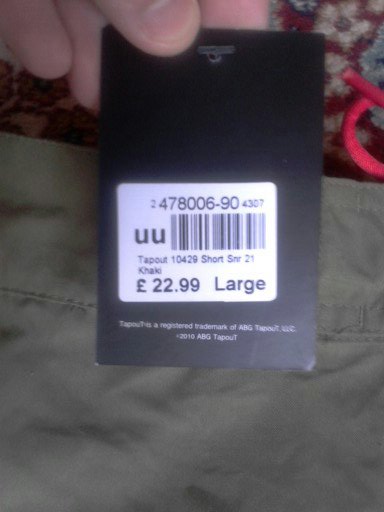 2 478006-90 4307
uu
Tapout 10429 Short Snr 21
Khaki
£ 22.99 Large
TapouT is a registered trademark of ABG TapouT, LLC.
©2010 ABG TapouT